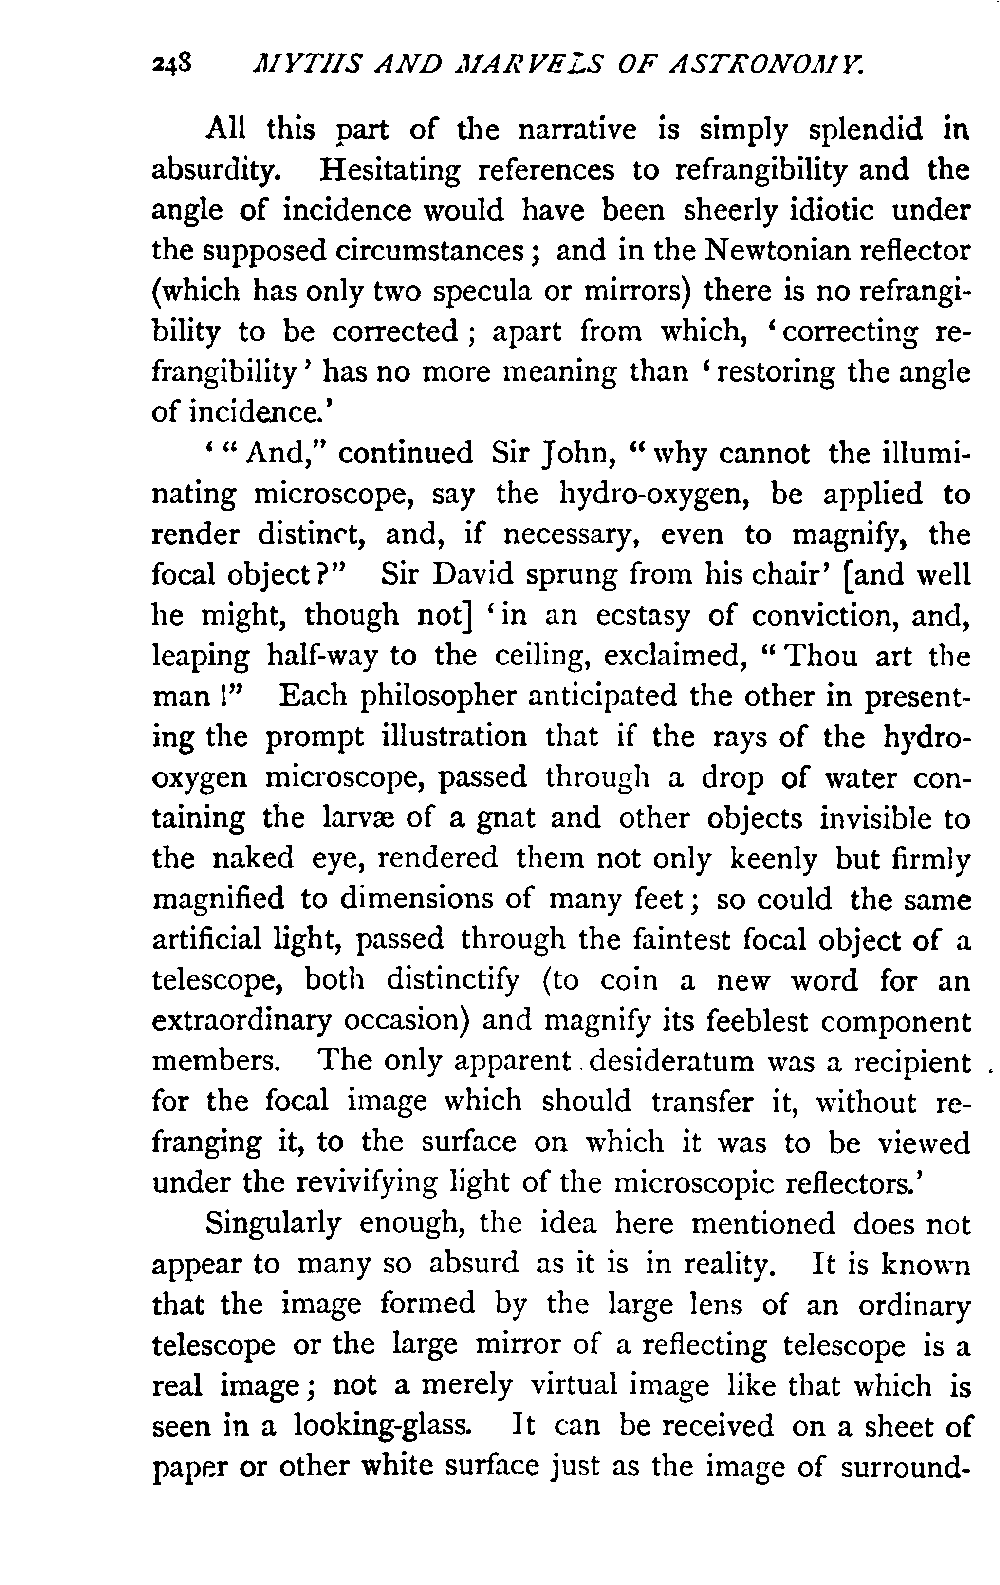 248 MYTHS AND MARVELS OF ASTRONOMY.
All this part of the narrative is simply splendid in
absurdity. Hesitating references to refrangibility and the
angle of incidence would have been sheerly idiotic under
the supposed circumstances; and in the Newtonian reflector
(which has only two specula or mirrors) there is no refrangi-
bility to be corrected; apart from which, ‘correcting re-
frangibility’ has no more meaning than ‘restoring the angle
of incidence.’
‘“And,” continued Sir John, “why cannot the illumi-
nating microscope, say the hydro-oxygen, be applied to
render distinct, and, if necessary, even to magnify, the
focal object?” Sir David sprung from his chair’ [and well
he might, though not] ‘in an ecstasy of conviction, and,
leaping half-way to the ceiling, exclaimed, “Thou art the
man!” Each philosopher anticipated the other in present-
ing the prompt illustration that if the rays of the hydro-
oxygen microscope, passed through a drop of water con-
taining the larvæ of a gnat and other objects invisible to
the naked eye, rendered them not only keenly but firmly
magnified to dimensions of many feet; so could the same
artificial light, passed through the faintest focal object of a
telescope, both distinctify (to coin a new word for an
extraordinary occasion) and magnify its feeblest component
members. The only apparent desideratum was a recipient
for the focal image which should transfer it, without re-
franging it, to the surface on which it was to be viewed
under the revivifying light of the microscopic reflectors.’
Singularly enough, the idea here mentioned does not
appear to many so absurd as it is in reality. It is known
that the image formed by the large lens of an ordinary
telescope or the large mirror of a reflecting telescope is a
real image; not a merely virtual image like that which is
seen in a looking-glass. It can be received on a sheet of
paper or other white surface just as the image of surround-